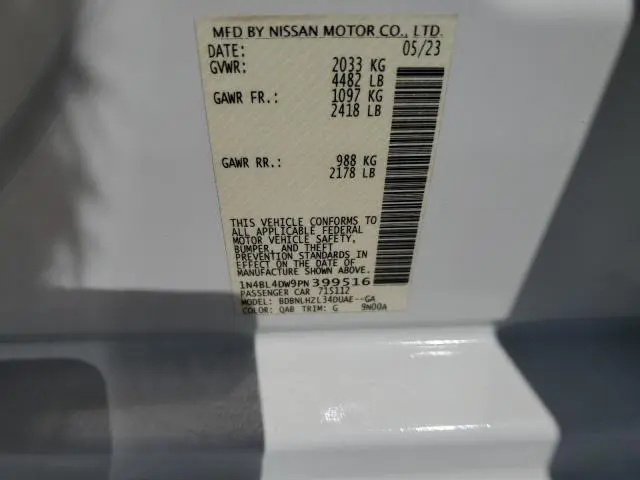 MFD BY NISSAN MOTOR CO., LTD.
DATE: 05/23
GVWR: 2033 KG
4482 LB
GAWR FR.: 1097 KG
2418 LB
GAWR RR.: 988 KG
2178 LB
THIS VEHICLE CONFORMS TO
ALL APPLICABLE FEDERAL
MOTOR VEHICLE SAFETY,
BUMPER, AND THEFT
PREVENTION STANDARDS IN
EFFECT ON THE DATE OF
MANUFACTURE SHOWN ABOVE.
1N4BL4DW9PN399516
PASSENGER CAR 715112
MODEL: BDBNLHZL34DUAE--GA
COLOR: QAB TRIM: G 9N00A